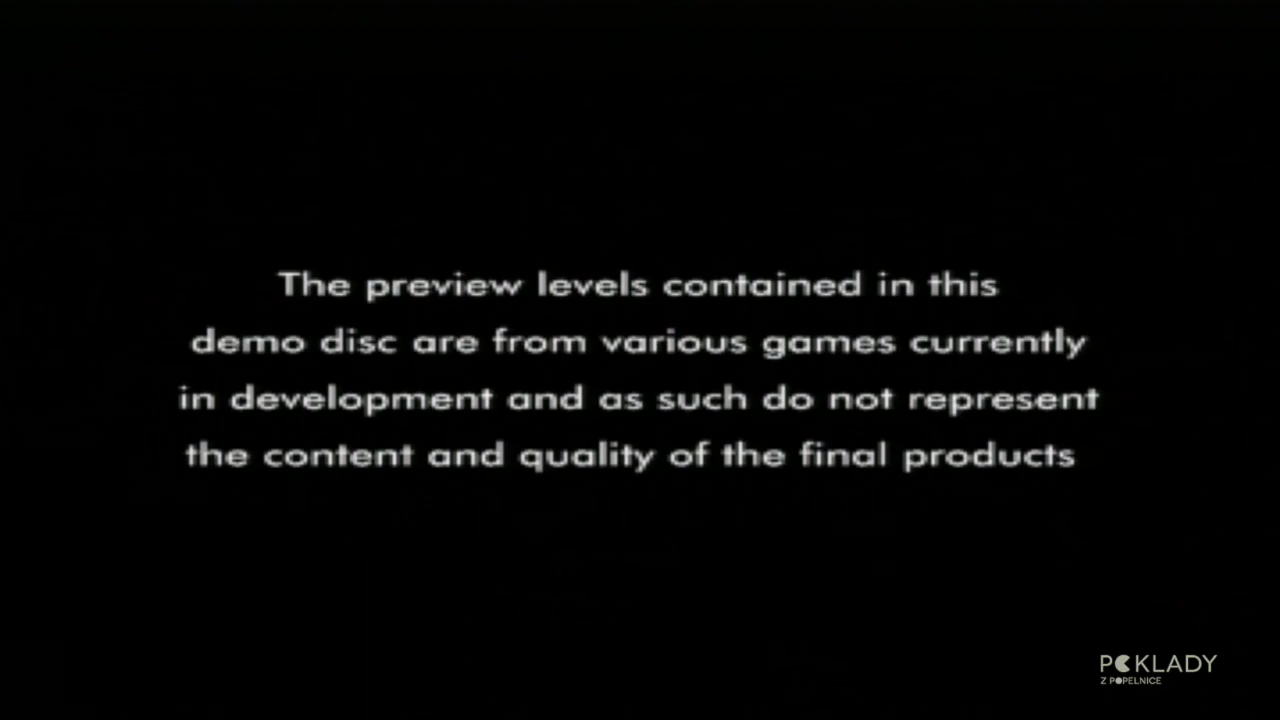 The preview levels contained in this
demo disc are from various games currently
in development and as such do not represent
the content and quality of the final products
POKLADY
Z POPELNICE